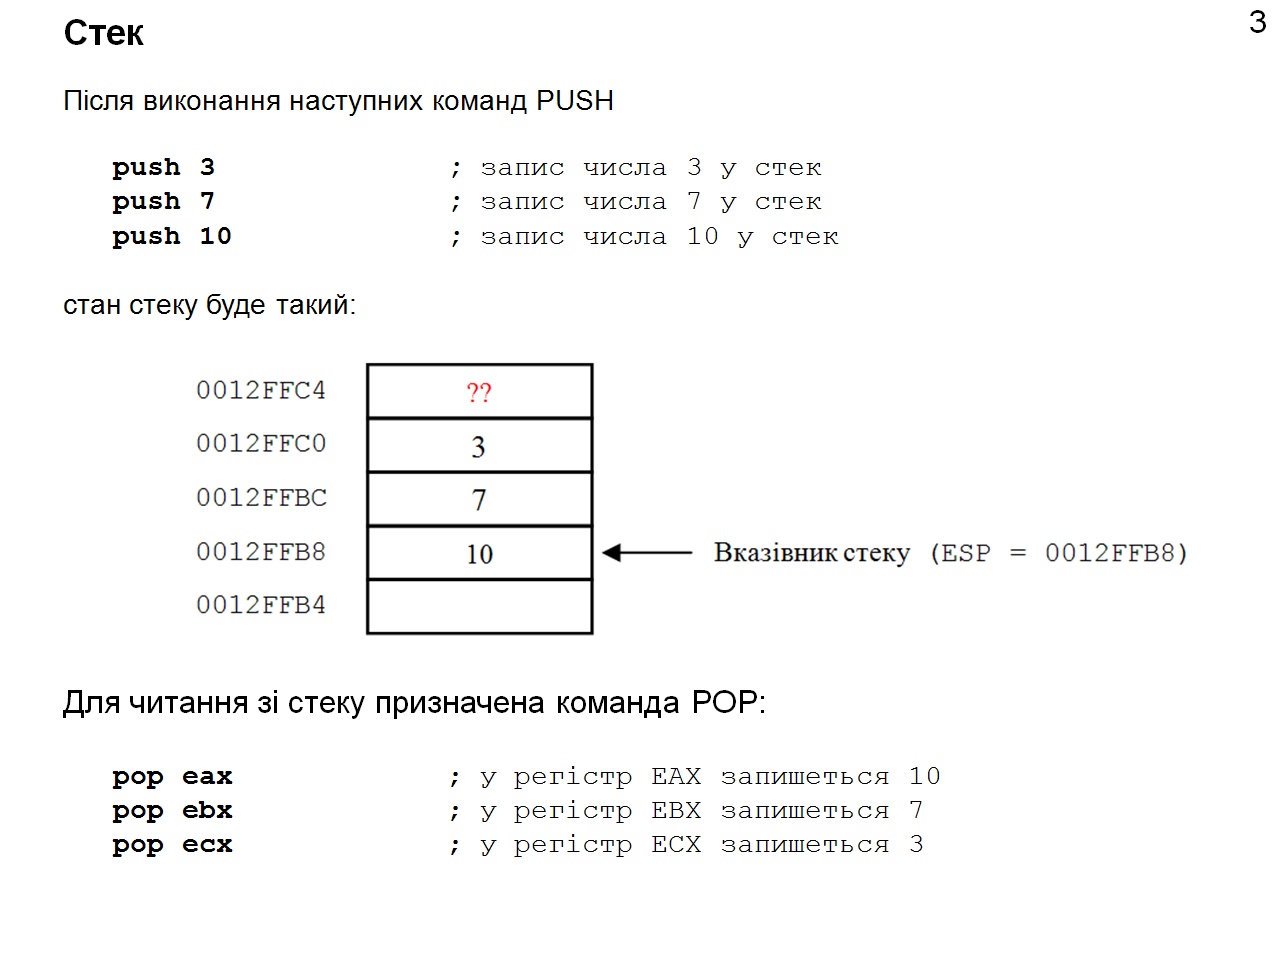 Стек
3
Після виконання наступних команд PUSH
push 3 ; запис числа 3 у стек
push 7 ; запис числа 7 у стек
push 10 ; запис числа 10 у стек
стан стеку буде такий:
0012FFC4 ??
0012FFC0 3
0012FFBC 7
0012FFB8 10 Вказівник стеку (ESP = 0012FFB8)
0012FFB4
Для читання зі стеку призначена команда POP:
pop eax ; у регістр EAX запишеться 10
pop ebx ; у регістр EBX запишеться 7
pop ecx ; у регістр ECX запишеться 3